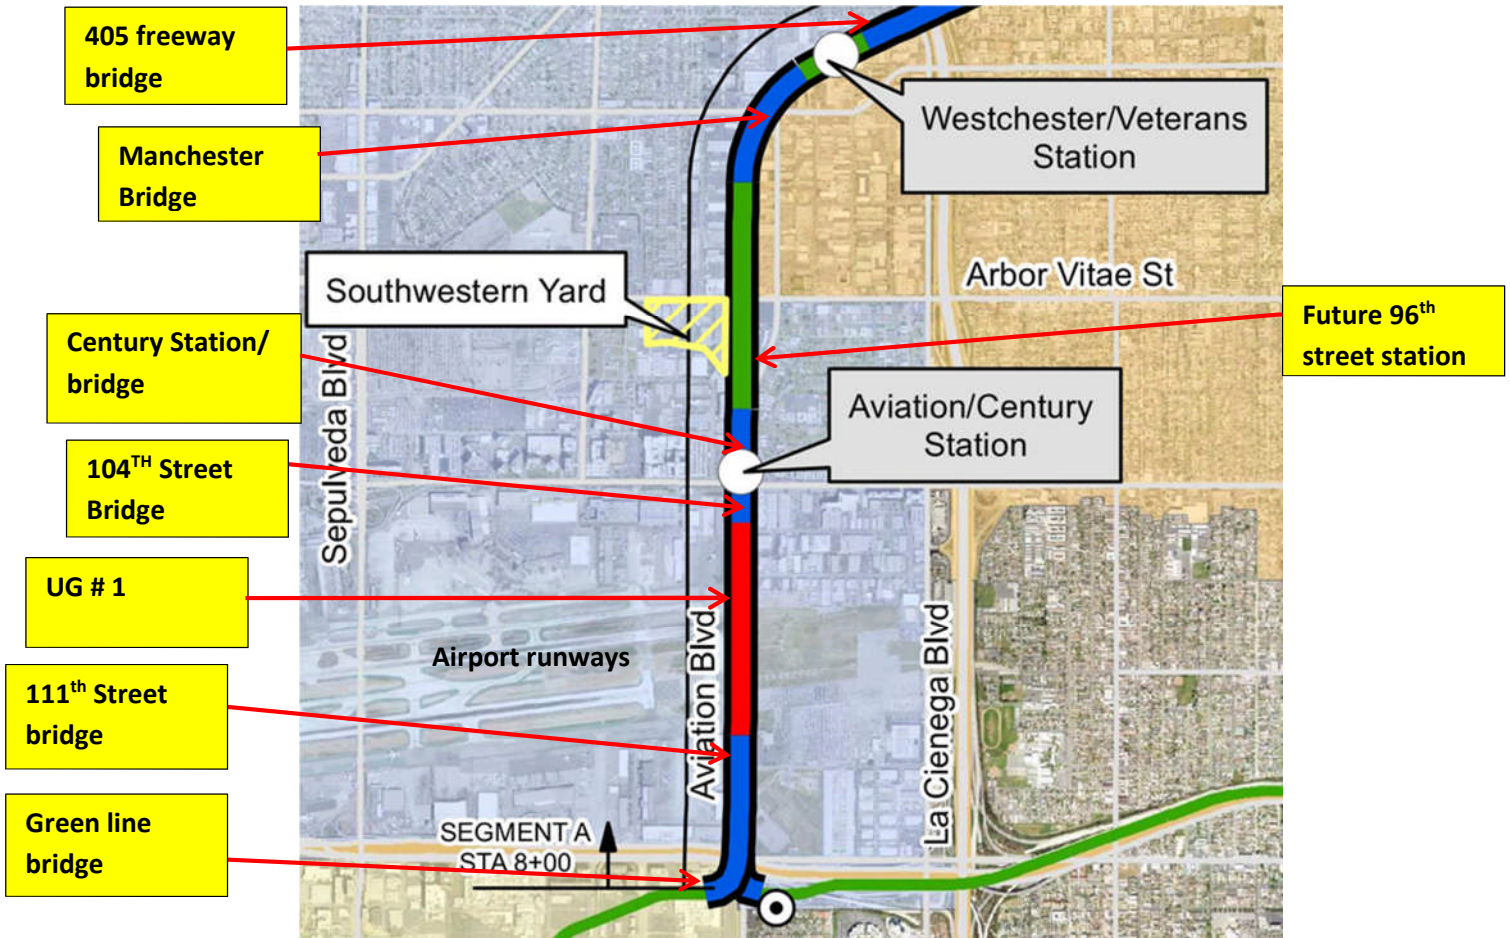 405 freeway
bridge
Manchester
Bridge
Westchester/Veterans
Station
Southwestern Yard
Arbor Vitae St
Century Station/
bridge
Future 96th
street station
Sepulveda Blvd
Aviation/Century
Station
104TH Street
Bridge
UG # 1
Airport runways
Aviation Blvd
La Cienega Blvd
111th Street
bridge
Green line
bridge
SEGMENT A
STA 8+00